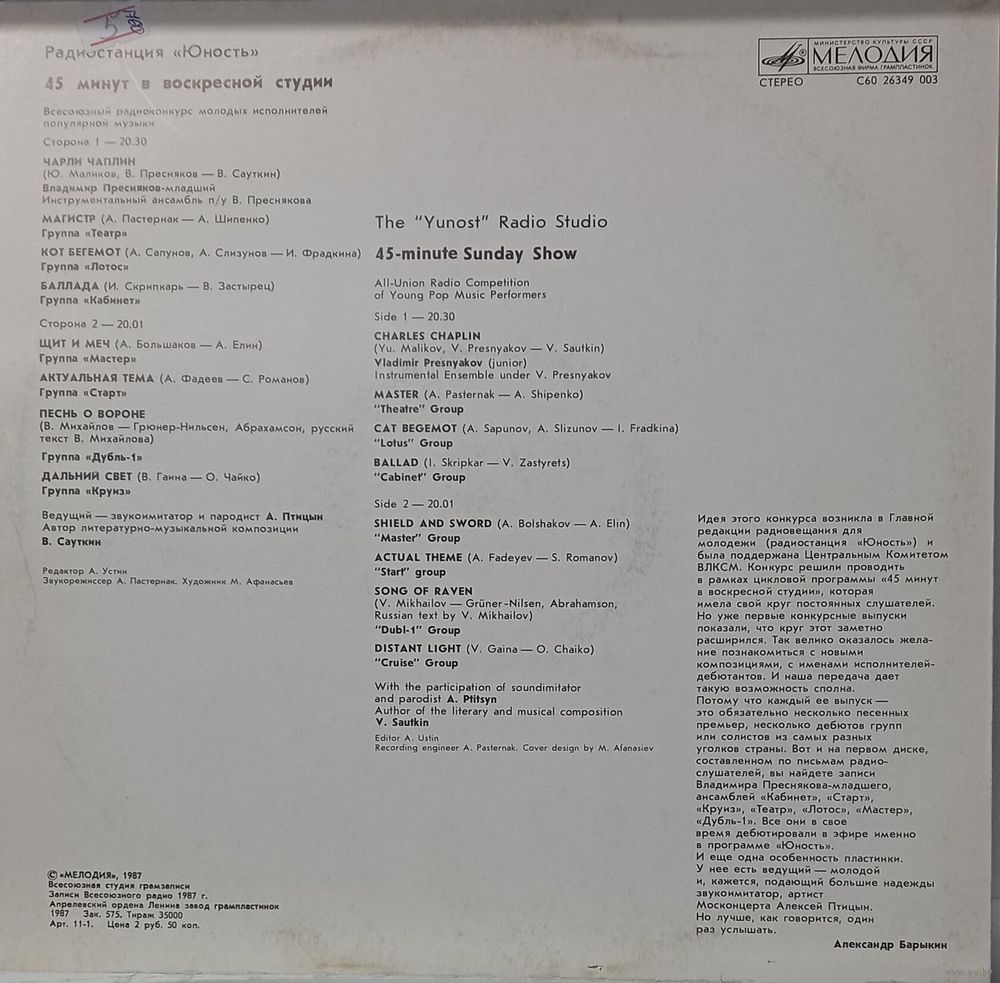 5
Радиостанция «Юность»
45 минут в воскресной студии
Всесоюзный радиоконкурс молодых исполнителей
популярной музыки
Сторона 1 — 20.30
ЧАРЛИ ЧАПЛИН
(Ю. Маликов, В. Пресняков — В. Сауткин)
Владимир Пресняков-младший
Инструментальный ансамбль п/у В. Преснякова
МАГИСТР (А. Пастернак — А. Шипенко)
Группа «Театр»
КОТ БЕГЕМОТ (А. Сапунов, А. Слизунов — И. Фрадкина)
Группа «Лотос»
БАЛЛАДА (И. Скрипкарь — В. Застырец)
Группа «Кабинет»
Сторона 2 — 20.01
ЩИТ И МЕЧ (А. Большаков — А. Елин)
Группа «Мастер»
АКТУАЛЬНАЯ ТЕМА (А. Фадеев — С. Романов)
Группа «Старт»
ПЕСНЬ О ВОРОНЕ
(В. Михайлов — Грюнер-Нильсен, Абрахамсон, русский
текст В. Михайлова)
Группа «Дубль-1»
ДАЛЬНИЙ СВЕТ (В. Гаина — О. Чайко)
Группа «Круиз»
Ведущий — звукоимитатор и пародист А. Птицын
Автор литературно-музыкальной композиции
В. Сауткин
Редактор А. Устин
Звукорежиссер А. Пастернак. Художник М. Афанасьев
©«МЕЛОДИЯ», 1987
Всесоюзная студия грамзаписи
Записи Всесоюзного радио 1987 г.
Апрелевский ордена Ленина завод грампластинок
1987 Зак. 575. Тираж 35000
Арт. 11-1. Цена 2 руб. 50 коп.
The "Yunost" Radio Studio
45-minute Sunday Show
All-Union Radio Competition
of Young Pop Music Performers
Side 1 — 20.30
CHARLES CHAPLIN
(Yu. Malikov, V. Presnyakov — V. Sautkin)
Vladimir Presnyakov (junior)
Instrumental Ensemble under V. Presnyakov
MASTER (A. Pasternak — A. Shipenko)
"Theatre" Group
CAT BEGEMOT (A. Sapunov, A. Slizunov — I. Fradkina)
"Lotus" Group
BALLAD (I. Skripkar — V. Zastyrets)
"Cabinet" Group
Side 2 — 20.01
SHIELD AND SWORD (A. Bolshakov — A. Elin)
"Master" Group
ACTUAL THEME (A. Fadeyev — S. Romanov)
"Start" group
SONG OF RAVEN
(V. Mikhailov — Grüner-Nilsen, Abrahamson,
Russian text by V. Mikhailov)
"Dubl-1" Group
DISTANT LIGHT (V. Gaina — O. Chaiko)
"Cruise" Group
With the participation of soundimitator
and parodist A. Ptitsyn
Author of the literary and musical composition
V. Sautkin
Editor A. Ustin
Recording engineer A. Pasternak. Cover design by M. Afanasiev
МИНИСТЕРСТВО КУЛЬТУРЫ СССР
МЕЛОДИЯ
ВСЕСОЮЗНАЯ ФИРМА ГРАМПЛАСТИНОК
СТЕРЕО С60 26349 003
Идея этого конкурса возникла в Главной
редакции радиовещания для
молодежи (радиостанция «Юность») и
была поддержана Центральным Комитетом
ВЛКСМ. Конкурс решили проводить
в рамках цикловой программы «45 минут
в воскресной студии», которая
имела свой круг постоянных слушателей.
Но уже первые конкурсные выпуски
показали, что круг этот заметно
расширился. Так велико оказалось жела-
ние познакомиться с новыми
композициями, с именами исполнителей-
дебютантов. И наша передача дает
такую возможность сполна.
Потому что каждый ее выпуск —
это обязательно несколько песенных
премьер, несколько дебютов групп
или солистов из самых разных
уголков страны. Вот и на первом диске,
составленном по письмам радио-
слушателей, вы найдете записи
Владимира Преснякова-младшего,
ансамблей «Кабинет», «Старт»,
«Круиз», «Театр», «Лотос», «Мастер»,
«Дубль-1». Все они в свое
время дебютировали в эфире именно
в программе «Юность».
И еще одна особенность пластинки.
У нее есть ведущий — молодой
и, кажется, подающий большие надежды
звукоимитатор, артист
Москонцерта Алексей Птицын.
Но лучше, как говорится, один
раз услышать.
Александр Барыкин